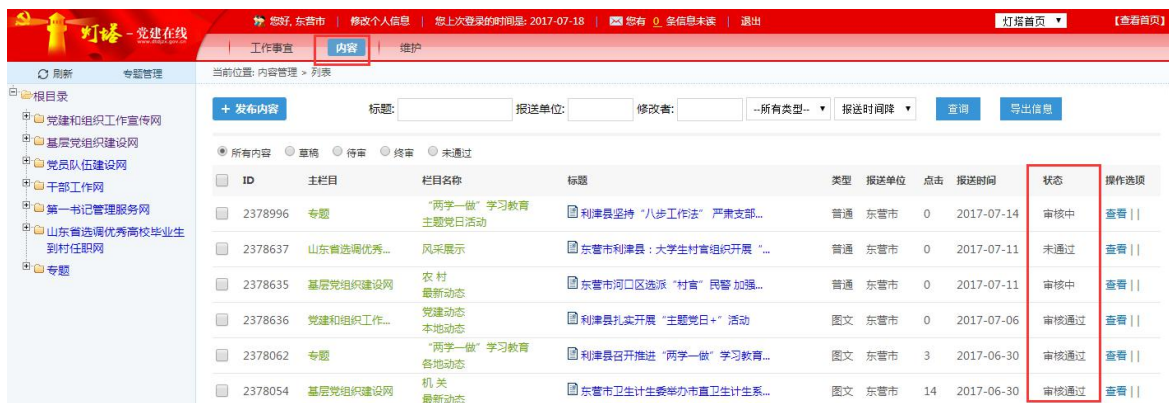 灯塔-党建在线
www.dtdjzx.gov.cn
您好, 东营市 | 修改个人信息 | 您上次登录的时间是: 2017-07-18 | 您有 0 条信息未读 | 退出
灯塔首页 ▼ 【查看首页】
工作事宜 | 内容 | 维护
刷新 专题管理
当前位置: 内容管理 > 列表
根目录
党建和组织工作宣传网
基层党组织建设网
党员队伍建设网
干部工作网
第一书记管理服务网
山东省选调优秀高校毕业生
到村任职网
专题
+ 发布内容 标题: 报送单位: 修改者: --所有类型-- ▼ 报送时间降 ▼ 查询 导出信息
所有内容 草稿 待审 终审 未通过
ID 主栏目 栏目名称 标题 类型 报送单位 点击 报送时间 状态 操作选项
2378996 专题 “两学一做”学习教育 利津县坚持“八步工作法” 严肃支部... 普通 东营市 0 2017-07-14 审核中 查看 | |
主题党日活动
2378637 山东省选调优秀... 风采展示 东营市利津县：大学生村官组织开展“... 普通 东营市 0 2017-07-11 未通过 查看 | |
2378635 基层党组织建设网 农 村 东营市河口区选派“村官”民警 加强... 普通 东营市 0 2017-07-11 审核中 查看 | |
最新动态
2378636 党建和组织工作... 党建动态 利津县扎实开展“主题党日+”活动 图文 东营市 0 2017-07-06 审核通过 查看 | |
本地动态
2378062 专题 “两学一做”学习教育 利津县召开推进“两学一做”学习教育... 图文 东营市 3 2017-06-30 审核通过 查看 | |
各地动态
2378054 基层党组织建设网 机 关 东营市卫生计生委举办市直卫生计生系... 图文 东营市 14 2017-06-30 审核通过 查看 | |
最新动态